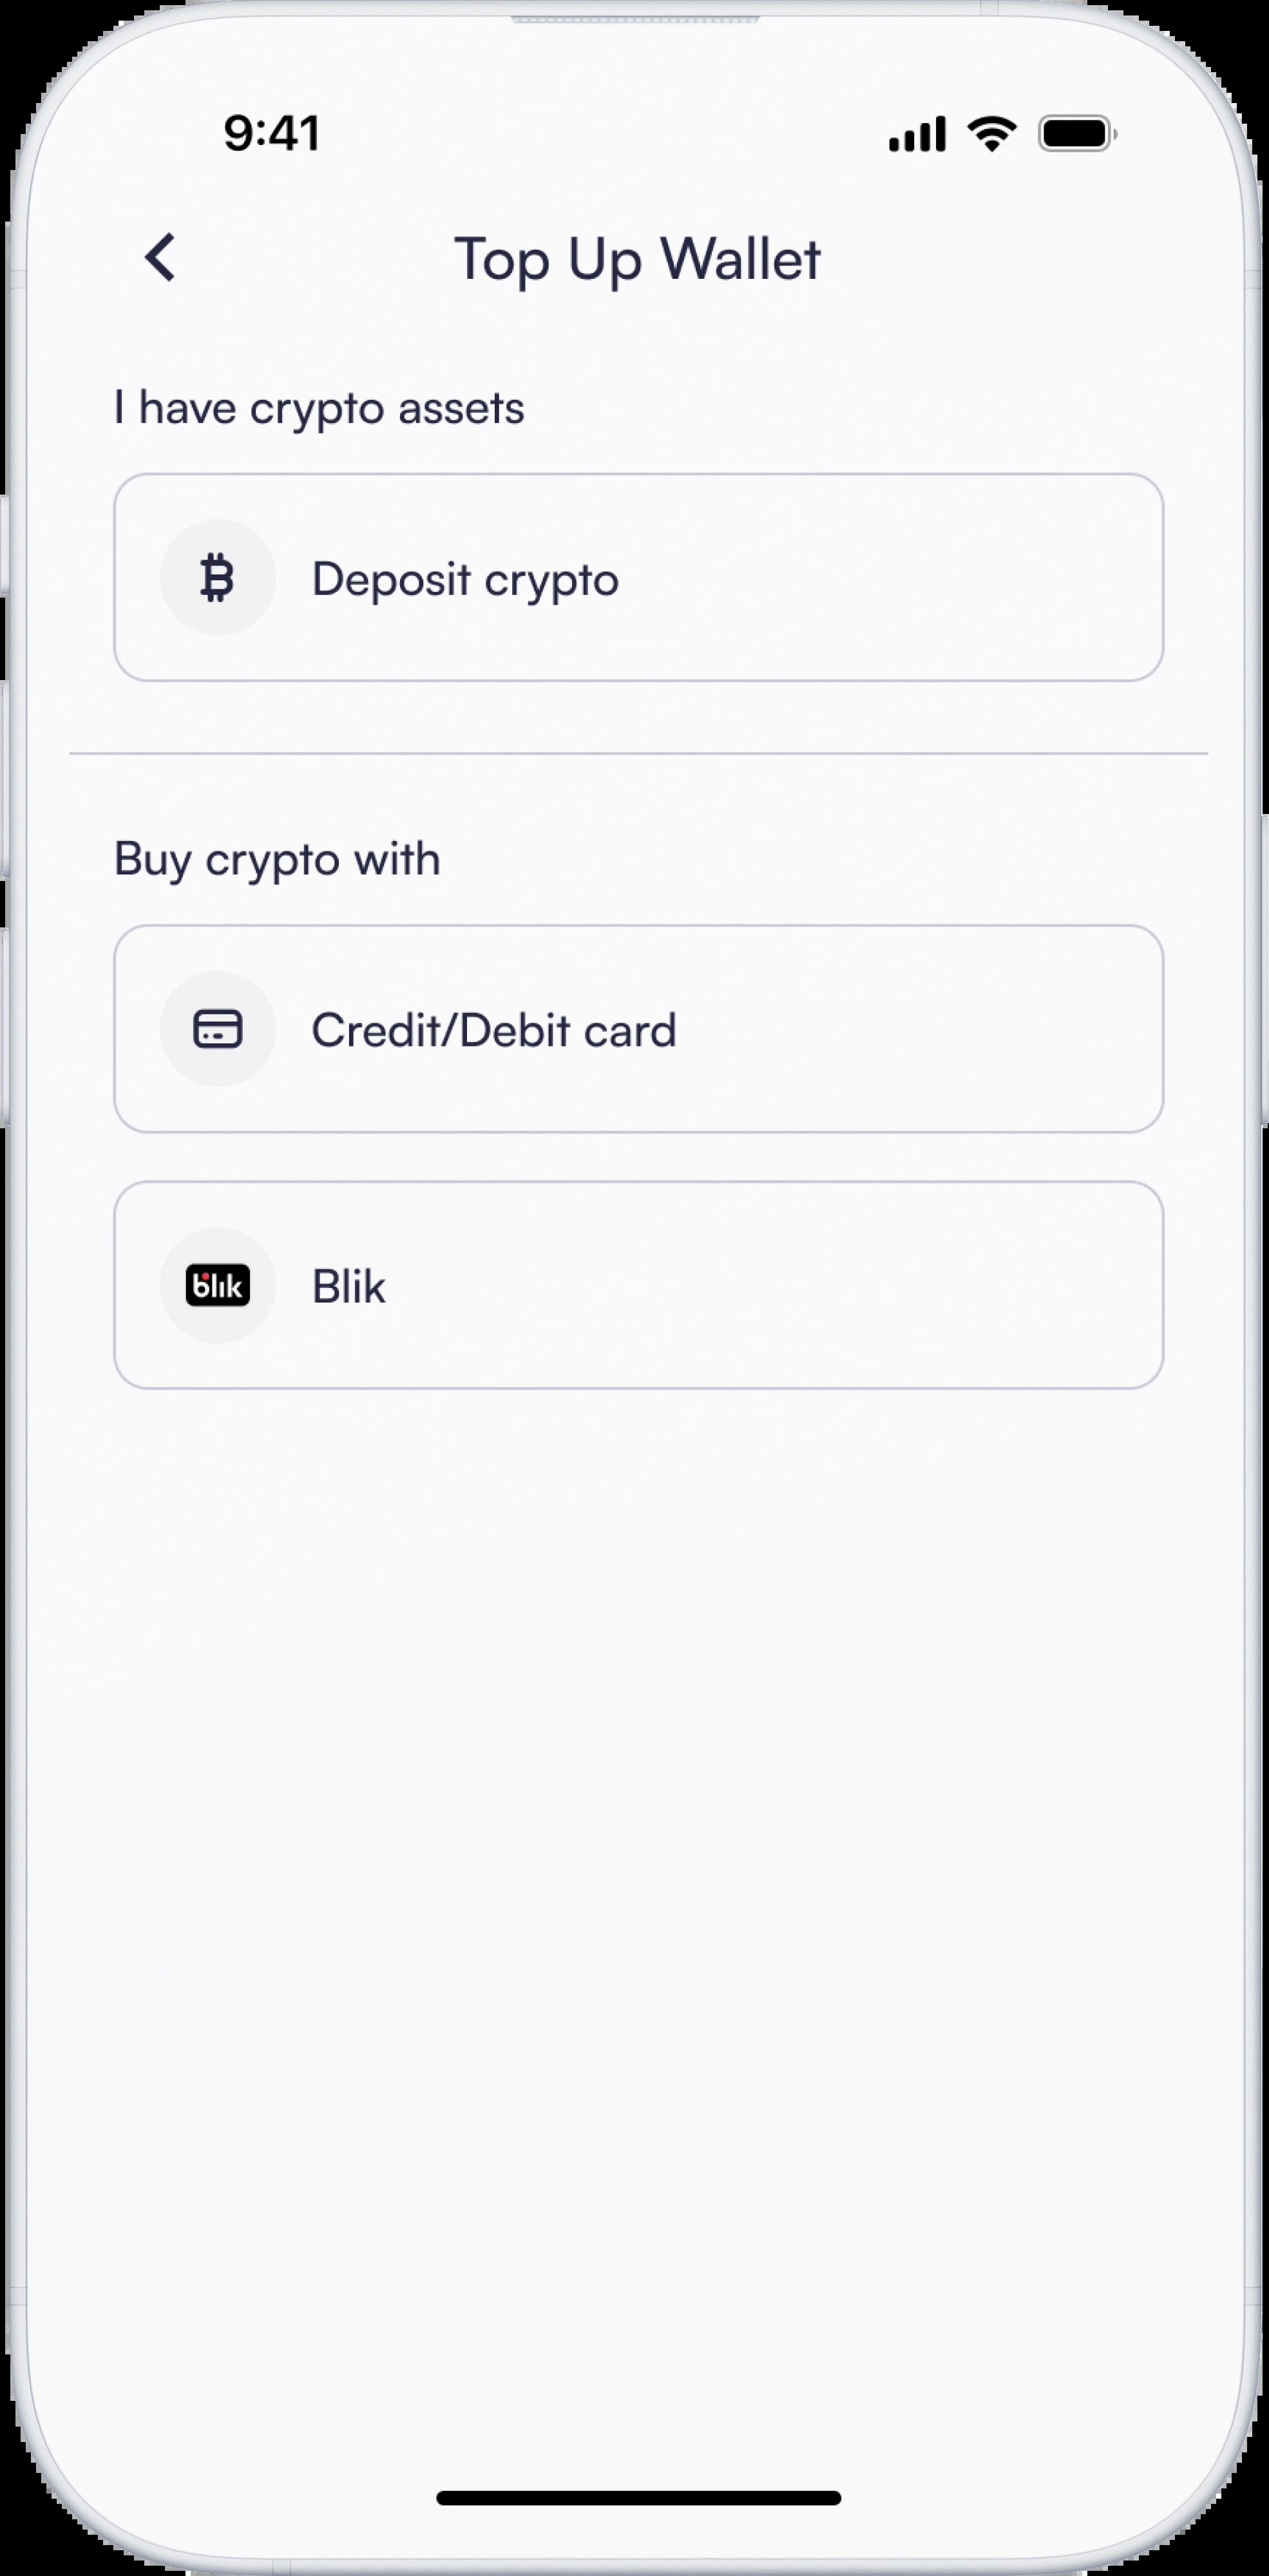 9:41
Top Up Wallet
I have crypto assets
Deposit crypto
Buy crypto with
Credit/Debit card
blik
Blik